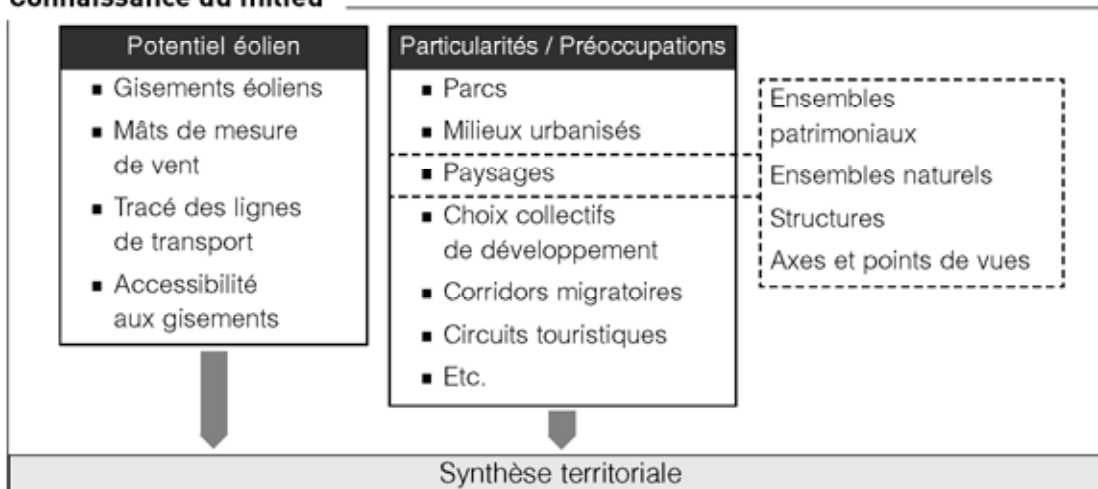 Connaissance du milieu
Potentiel éolien
▪ Gisements éoliens
▪ Mâts de mesure
de vent
▪ Tracé des lignes
de transport
▪ Accessibilité
aux gisements
Particularités / Préoccupations
▪ Parcs
▪ Milieux urbanisés
▪ Paysages
▪ Choix collectifs
de développement
▪ Corridors migratoires
▪ Circuits touristiques
▪ Etc.
Ensembles
patrimoniaux
Ensembles naturels
Structures
Axes et points de vues
Synthèse territoriale